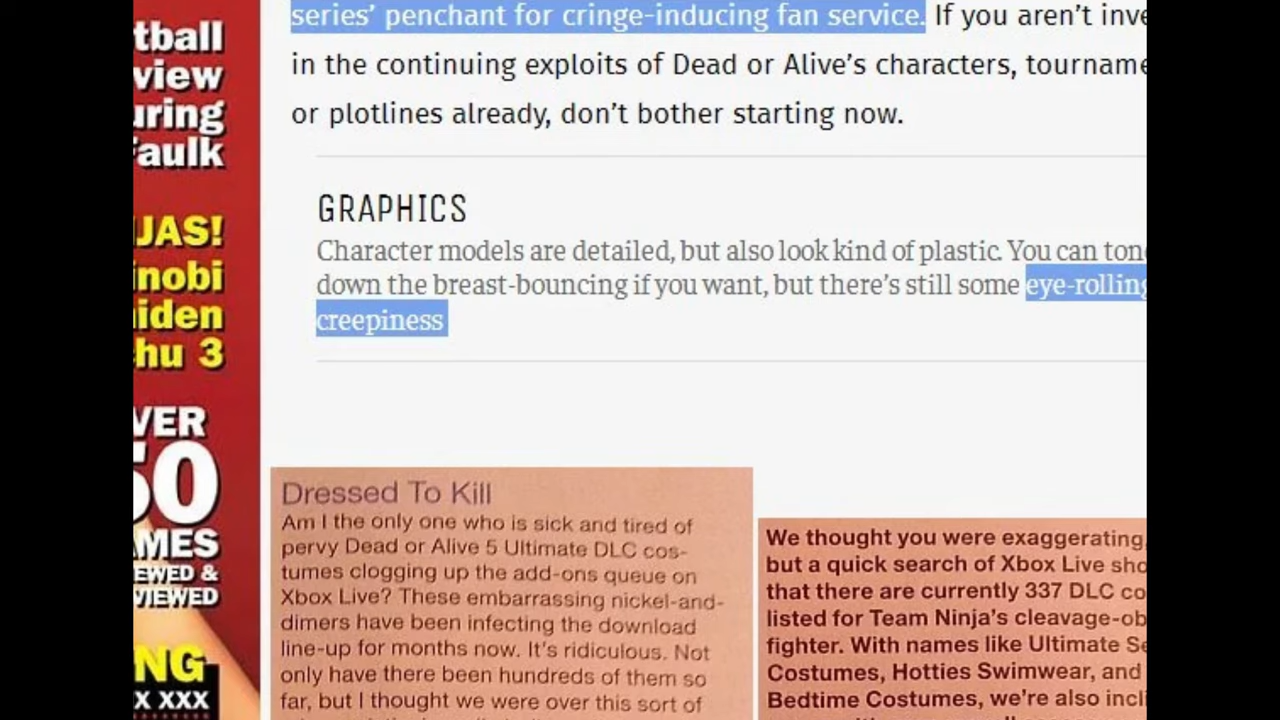 tball
view
uring
Faulk
JAS!
inobi
iden
hu 3
VER
50
MES
EWED &
VIEWED
NG
X XXX
series’ penchant for cringe-inducing fan service. If you aren’t inve
in the continuing exploits of Dead or Alive’s characters, tourname
or plotlines already, don’t bother starting now.
GRAPHICS
Character models are detailed, but also look kind of plastic. You can ton
down the breast-bouncing if you want, but there’s still some eye-rolling
creepiness
Dressed To Kill
Am I the only one who is sick and tired of
pervy Dead or Alive 5 Ultimate DLC cos-
tumes clogging up the add-ons queue on
Xbox Live? These embarrassing nickel-and-
dimers have been infecting the download
line-up for months now. It’s ridiculous. Not
only have there been hundreds of them so
far, but I thought we were over this sort of
We thought you were exaggerating,
but a quick search of Xbox Live sho
that there are currently 337 DLC co
listed for Team Ninja’s cleavage-ob
fighter. With names like Ultimate Se
Costumes, Hotties Swimwear, and
Bedtime Costumes, we’re also incli